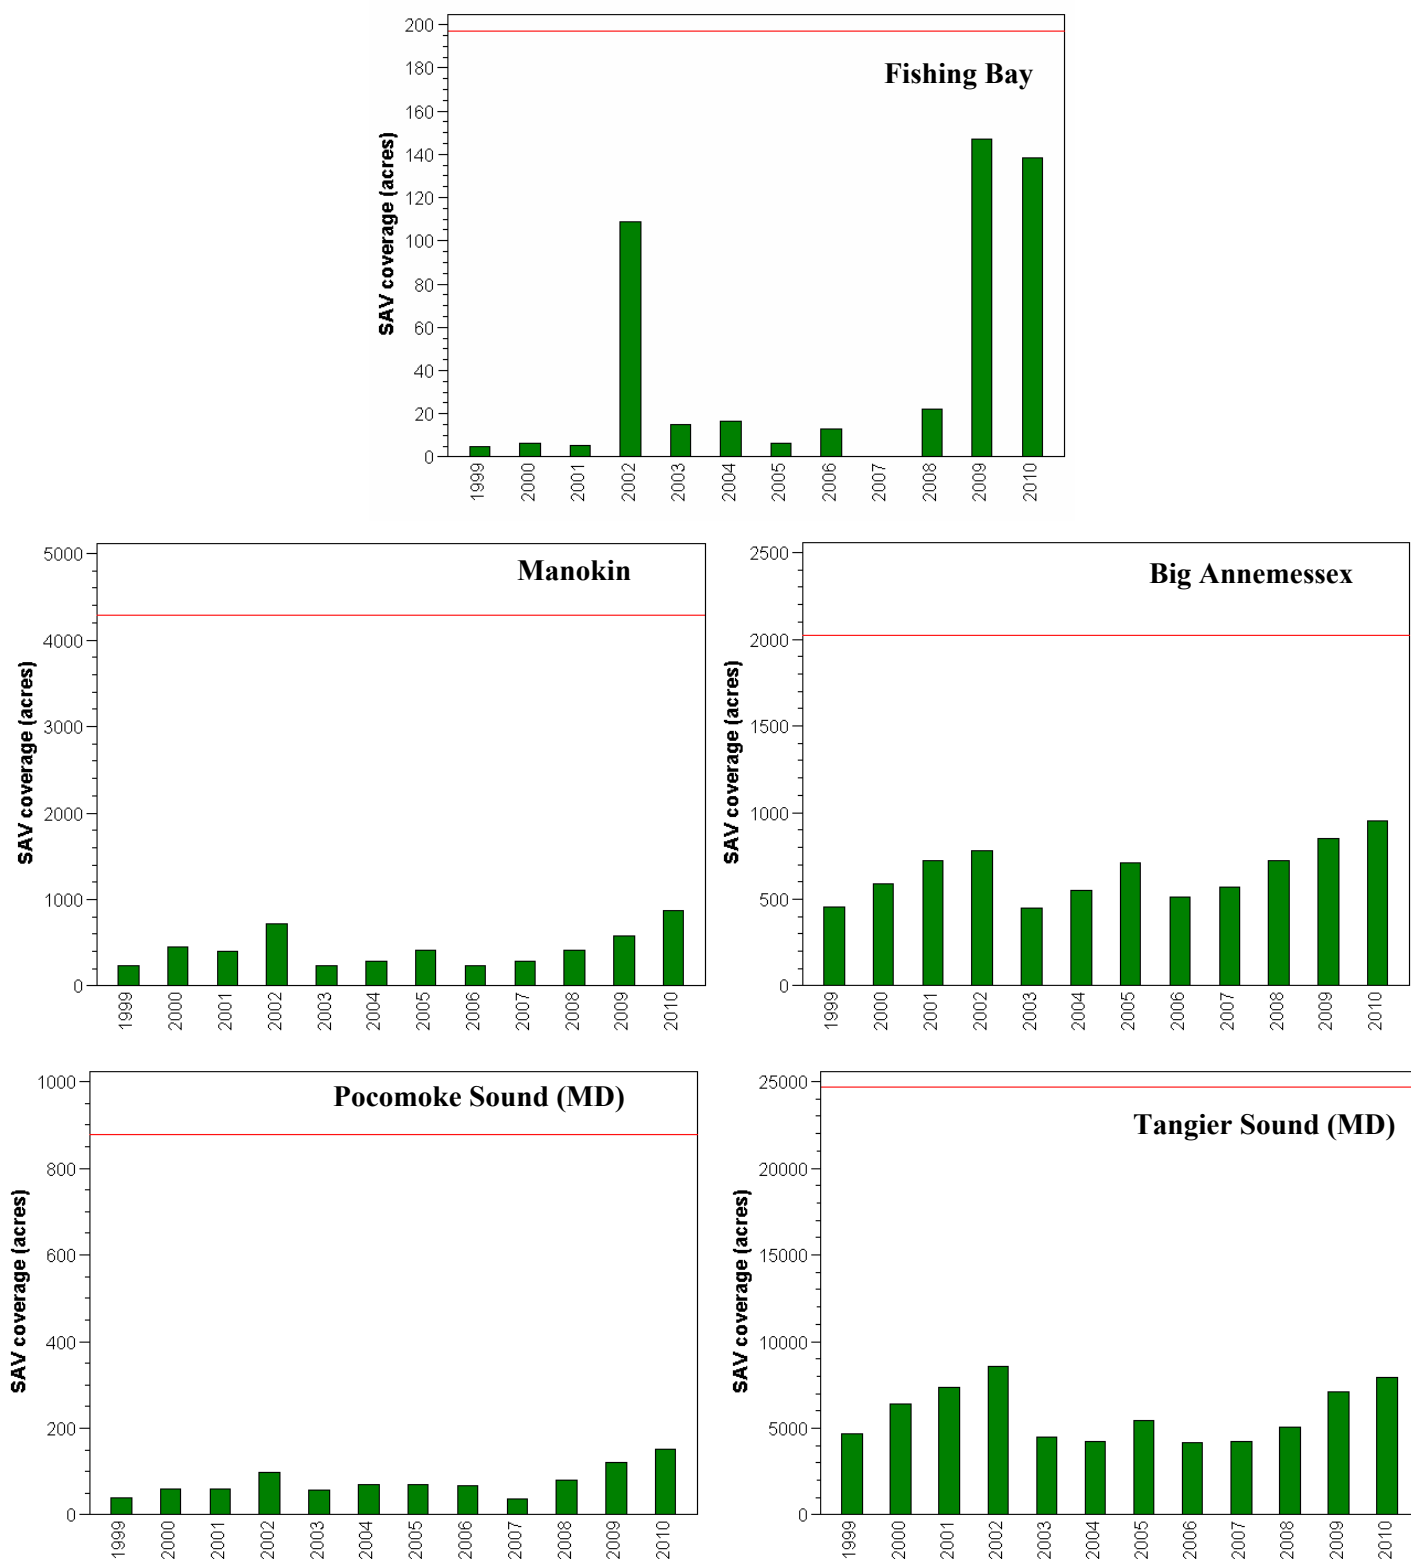 200
180
160
140
120
100
80
60
40
20
0
SAV coverage (acres)
Fishing Bay
1999 2000 2001 2002 2003 2004 2005 2006 2007 2008 2009 2010
5000
4000
3000
2000
1000
0
SAV coverage (acres)
Manokin
1999 2000 2001 2002 2003 2004 2005 2006 2007 2008 2009 2010
2500
2000
1500
1000
500
0
SAV coverage (acres)
Big Annemessex
1999 2000 2001 2002 2003 2004 2005 2006 2007 2008 2009 2010
1000
800
600
400
200
0
SAV coverage (acres)
Pocomoke Sound (MD)
1999 2000 2001 2002 2003 2004 2005 2006 2007 2008 2009 2010
25000
20000
15000
10000
5000
0
SAV coverage (acres)
Tangier Sound (MD)
1999 2000 2001 2002 2003 2004 2005 2006 2007 2008 2009 2010